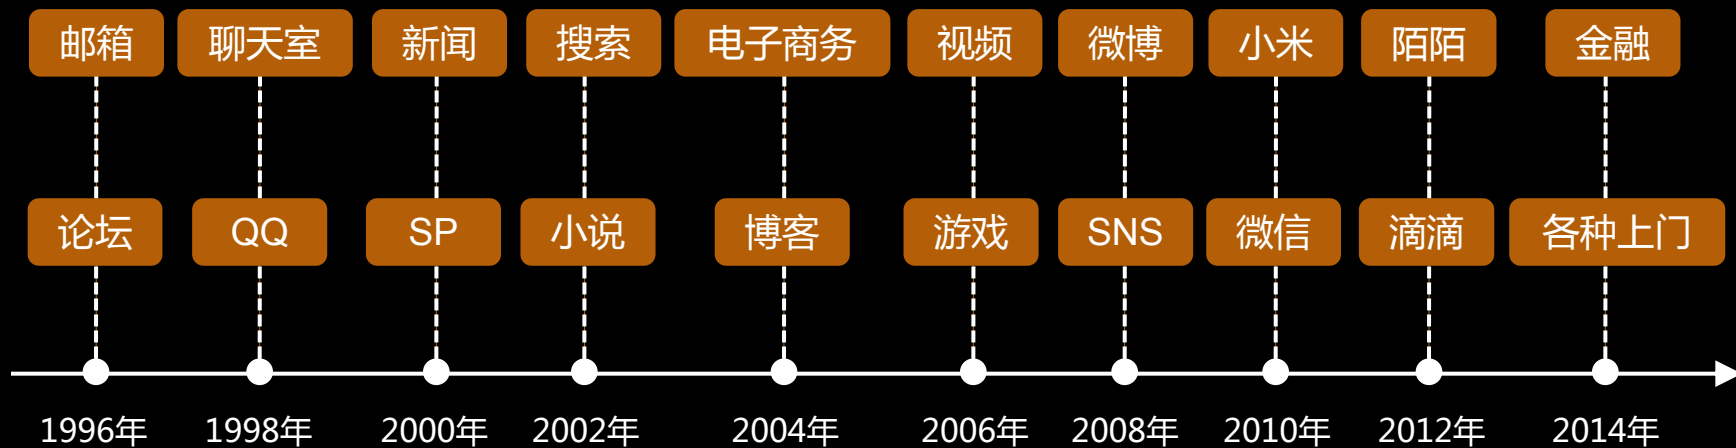 邮箱 聊天室 新闻 搜索 电子商务 视频 微博 小米 陌陌 金融
论坛 QQ SP 小说 博客 游戏 SNS 微信 滴滴 各种上门
1996年 1998年 2000年 2002年 2004年 2006年 2008年 2010年 2012年 2014年